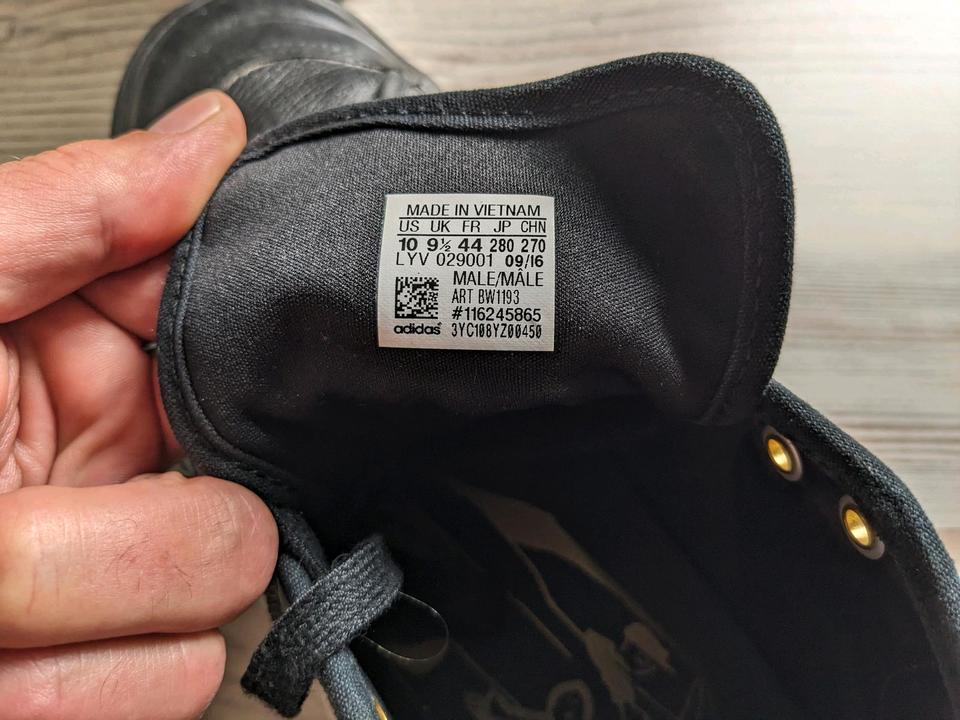 MADE IN VIETNAM
US UK FR JP CHN
10 9½ 44 280 270
LYV 029001 09/16
MALE/MÂLE
ART BW1193
#116245865
adidas® 3YC108YZ00450